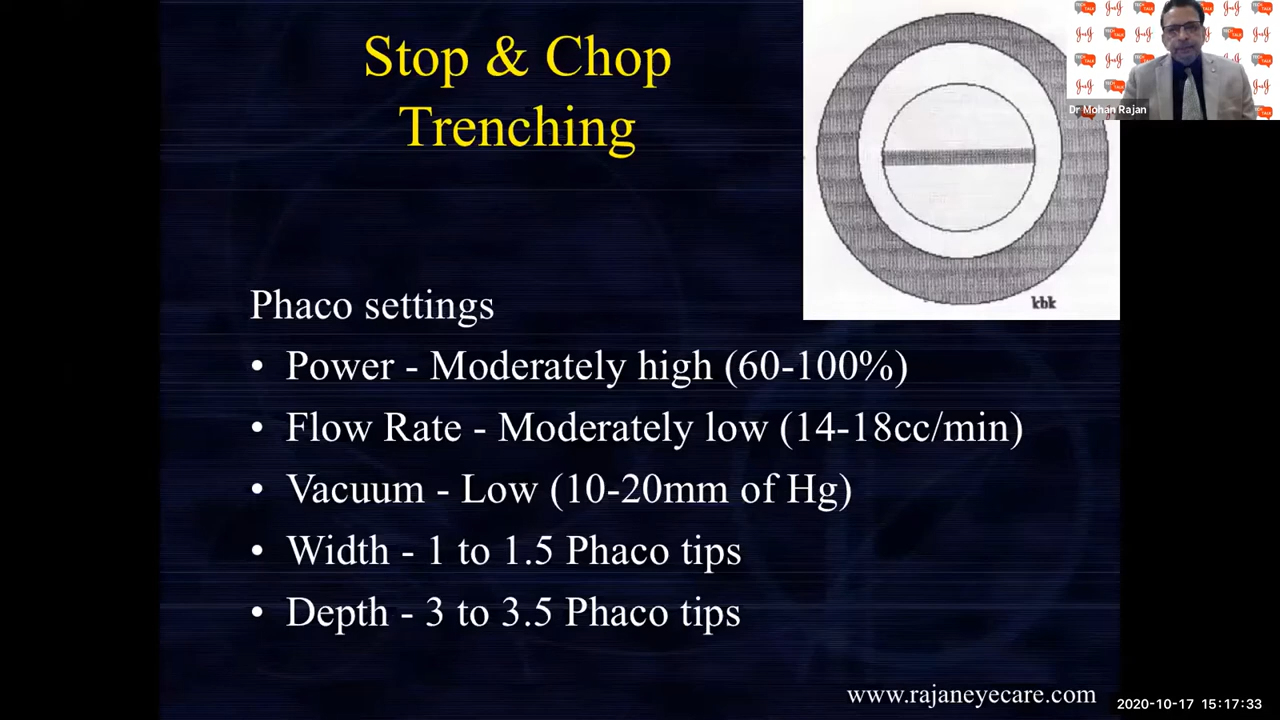 Stop & Chop
Trenching
Dr Mohan Rajan
kbk
Phaco settings
• Power - Moderately high (60-100%)
• Flow Rate - Moderately low (14-18cc/min)
• Vacuum - Low (10-20mm of Hg)
• Width - 1 to 1.5 Phaco tips
• Depth - 3 to 3.5 Phaco tips
www.rajaneyecare.com
2020-10-17 15:17:33